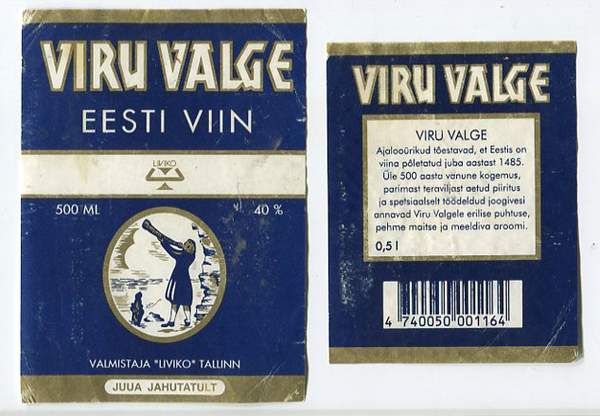 VIRU VALGE
EESTI VIIN
LIVIKO
500 ML 40 %
VALMISTAJA "LIVIKO" TALLINN
JUUA JAHUTATULT
VIRU VALGE
VIRU VALGE
Ajalooürikud tõestavad, et Eestis on
viina põletatud juba aastast 1485.
Üle 500 aasta vanune kogemus,
parimast teraviljast aetud piiritus
ja spetsiaalselt töödeldud joogivesi
annavad Viru Valgele erilise puhtuse,
pehme maitse ja meeldiva aroomi.
0,5 l
4 740050 001164